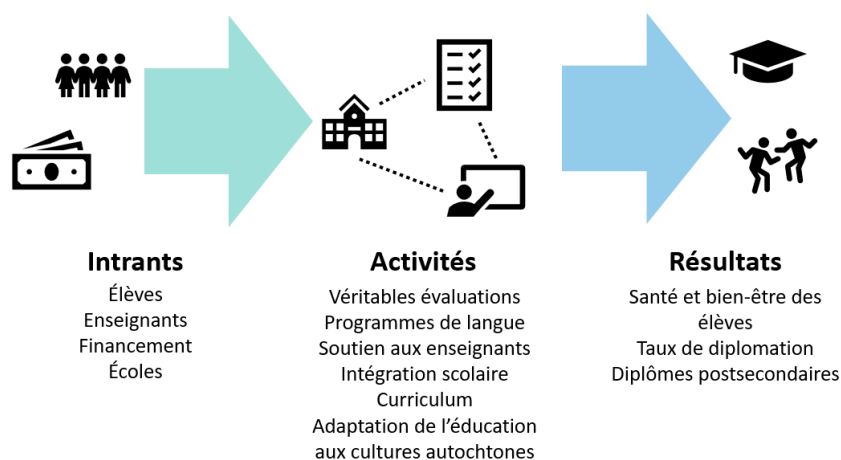 Intrants
Élèves
Enseignants
Financement
Écoles
Activités
Véritables évaluations
Programmes de langue
Soutien aux enseignants
Intégration scolaire
Curriculum
Adaptation de l’éducation
aux cultures autochtones
Résultats
Santé et bien-être des
élèves
Taux de diplomation
Diplômes postsecondaires